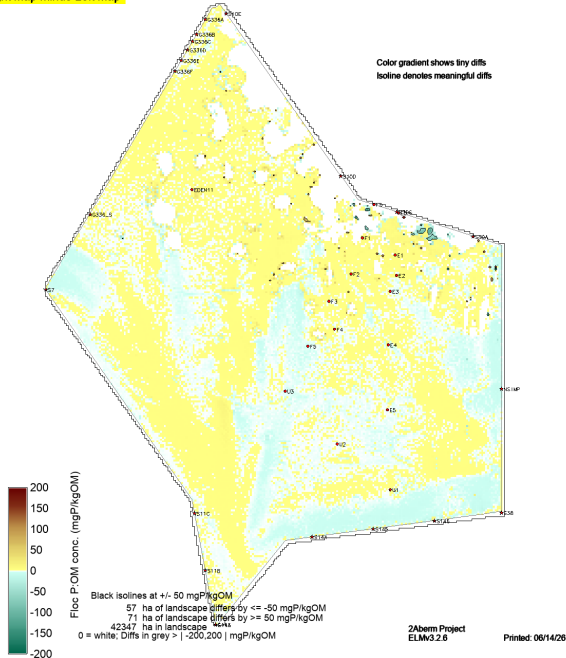 Color gradient shows tiny diffs
Isoline denotes meaningful diffs
G336A
G336B
G336C
G336D
G336E
G336F
EDEN11
G336_S
S7
S10D
F1
E1
F2
E2
E3
F3
F4
E4
F5
U3
NS1MP
E5
U2
U1
S11C
S38
S11B
200
150
100
50
0
-50
-100
-150
-200
Floc P:OM conc. (mgP/kgOM)
Black isolines at +/- 50 mgP/kgOM
57 ha of landscape differs by <= -50 mgP/kgOM
71 ha of landscape differs by >= 50 mgP/kgOM
42347 ha in landscape
0 = white; Diffs in grey > | -200,200 | mgP/kgOM
2Aberm Project
ELMv3.2.6
Printed: 06/14/26